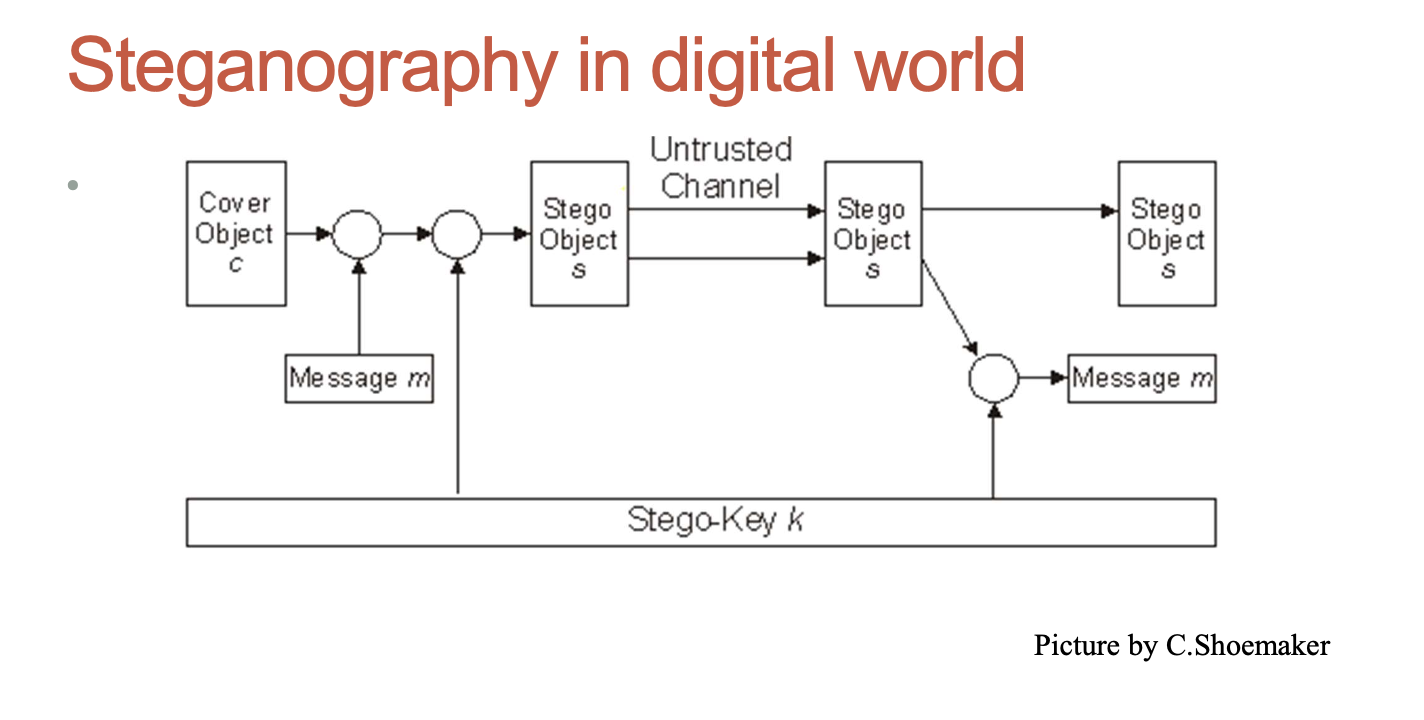 Steganography in digital world
Untrusted
Channel
Cover
Object
c
Stego
Object
s
Stego
Object
s
Stego
Object
s
Message m
Message m
Stego-Key k
Picture by C.Shoemaker